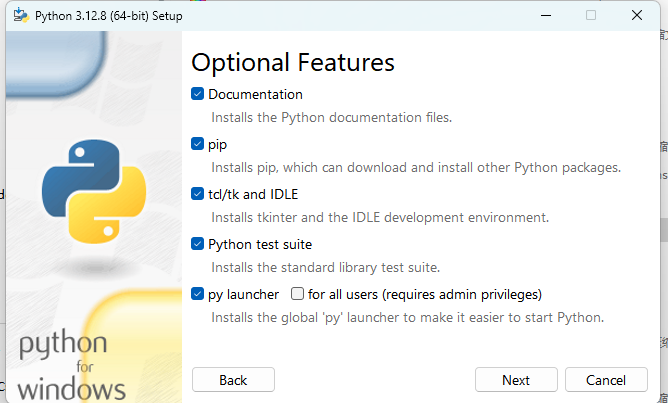 Python 3.12.8 (64-bit) Setup
Optional Features
Documentation
Installs the Python documentation files.
pip
Installs pip, which can download and install other Python packages.
tcl/tk and IDLE
Installs tkinter and the IDLE development environment.
Python test suite
Installs the standard library test suite.
py launcher for all users (requires admin privileges)
Installs the global 'py' launcher to make it easier to start Python.
python
for
windows
Back Next Cancel